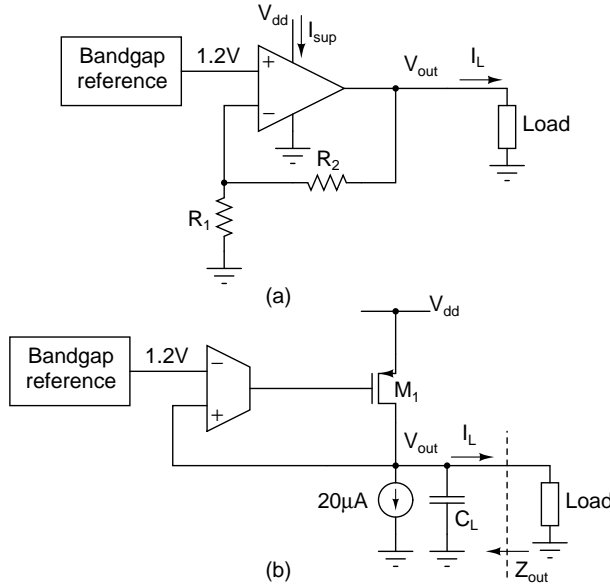 V_dd
I_sup
Bandgap
reference
1.2V
+
−
V_out
I_L
Load
R_2
R_1
(a)
V_dd
Bandgap
reference
1.2V
−
+
M_1
V_out
I_L
20μA
C_L
Load
Z_out
(b)